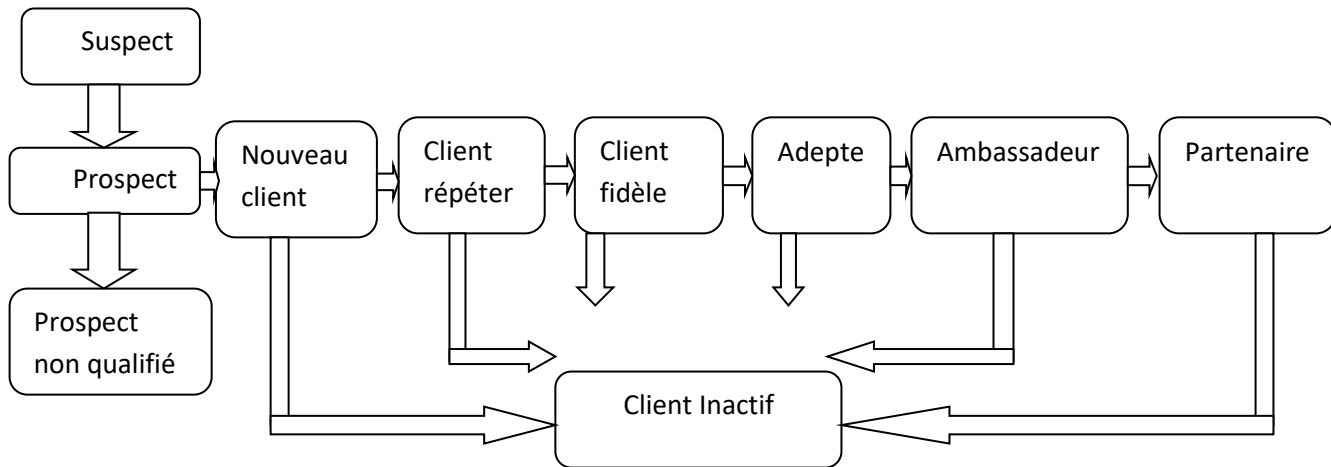 Suspect
Prospect
Nouveau
client
Client
répéter
Client
fidèle
Adepte
Ambassadeur
Partenaire
Prospect
non qualifié
Client Inactif